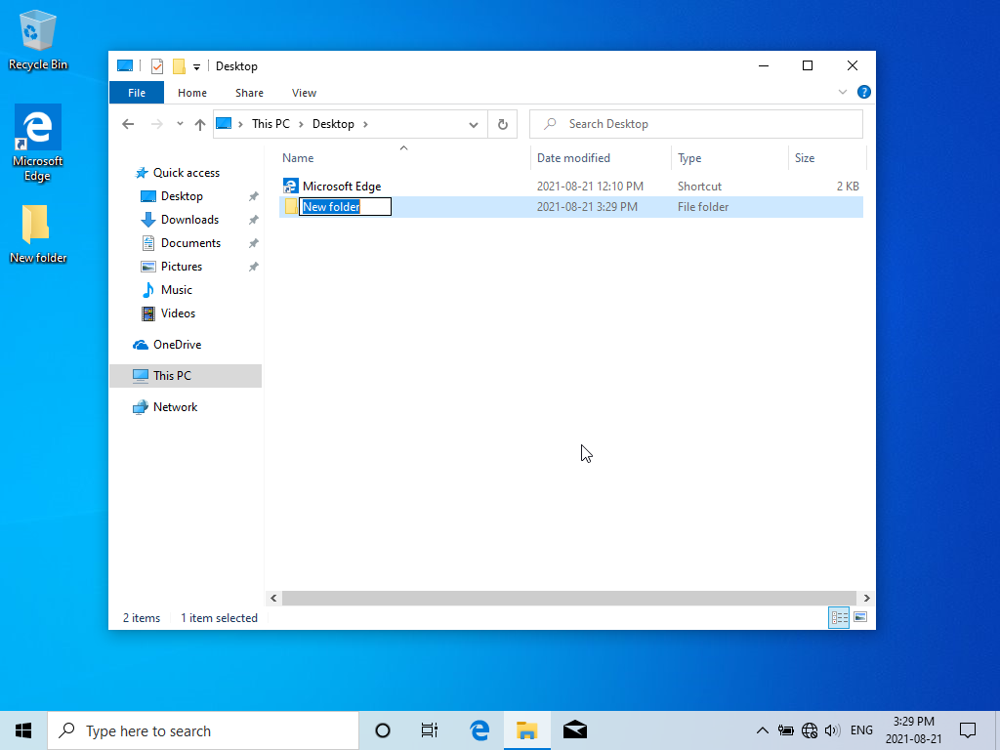 Recycle Bin
Microsoft
Edge
New folder
Desktop
File
Home
Share
View
This PC
Desktop
Search Desktop
Name
Date modified
Type
Size
Microsoft Edge
2021-08-21 12:10 PM
Shortcut
2 KB
New folder
2021-08-21 3:29 PM
File folder
Quick access
Desktop
Downloads
Documents
Pictures
Music
Videos
OneDrive
This PC
Network
2 items
1 item selected
Type here to search
ENG
3:29 PM
2021-08-21